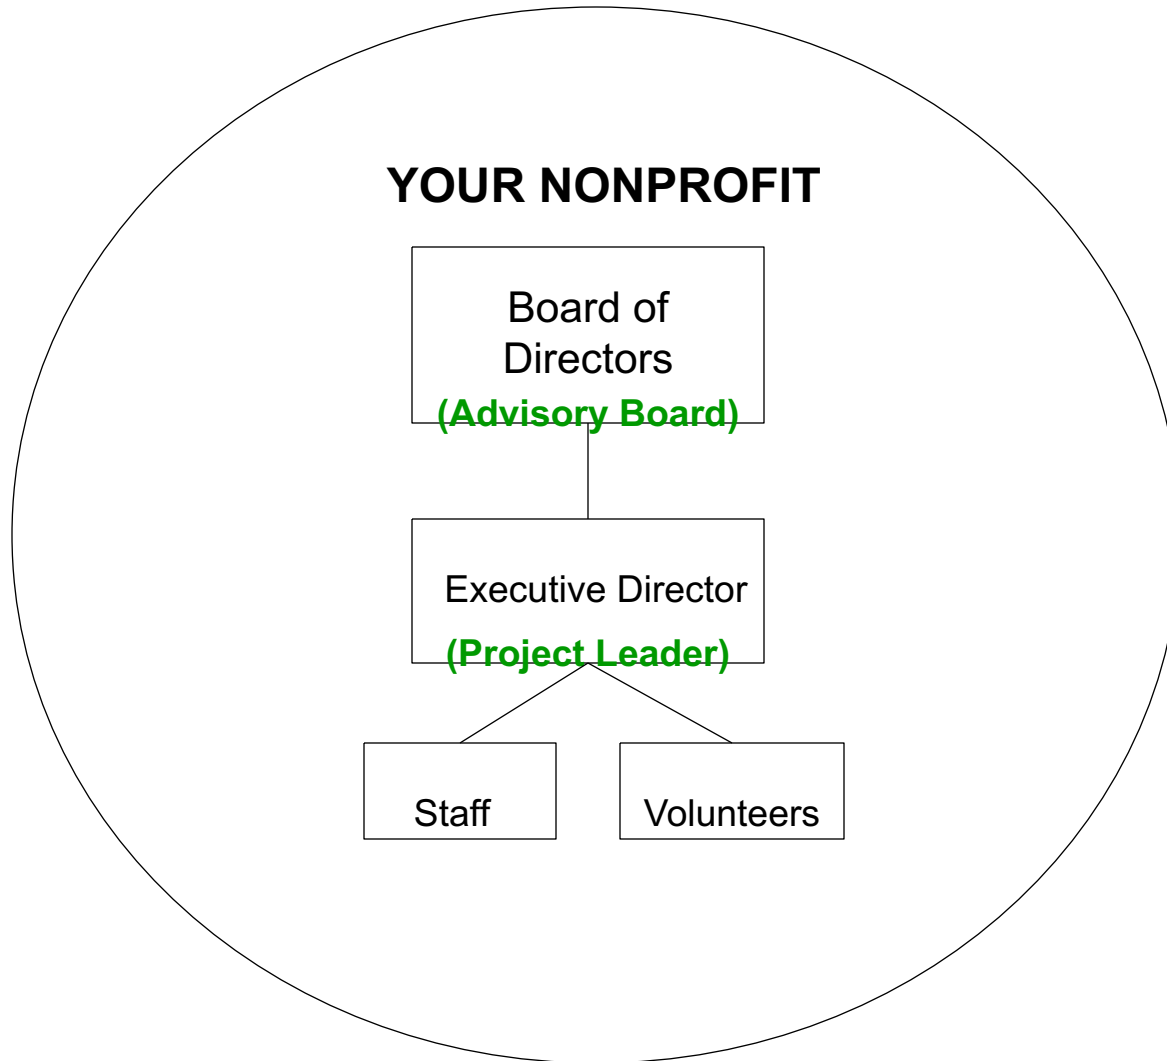 YOUR NONPROFIT
Board of
Directors
(Advisory Board)
Executive Director
(Project Leader)
Staff
Volunteers